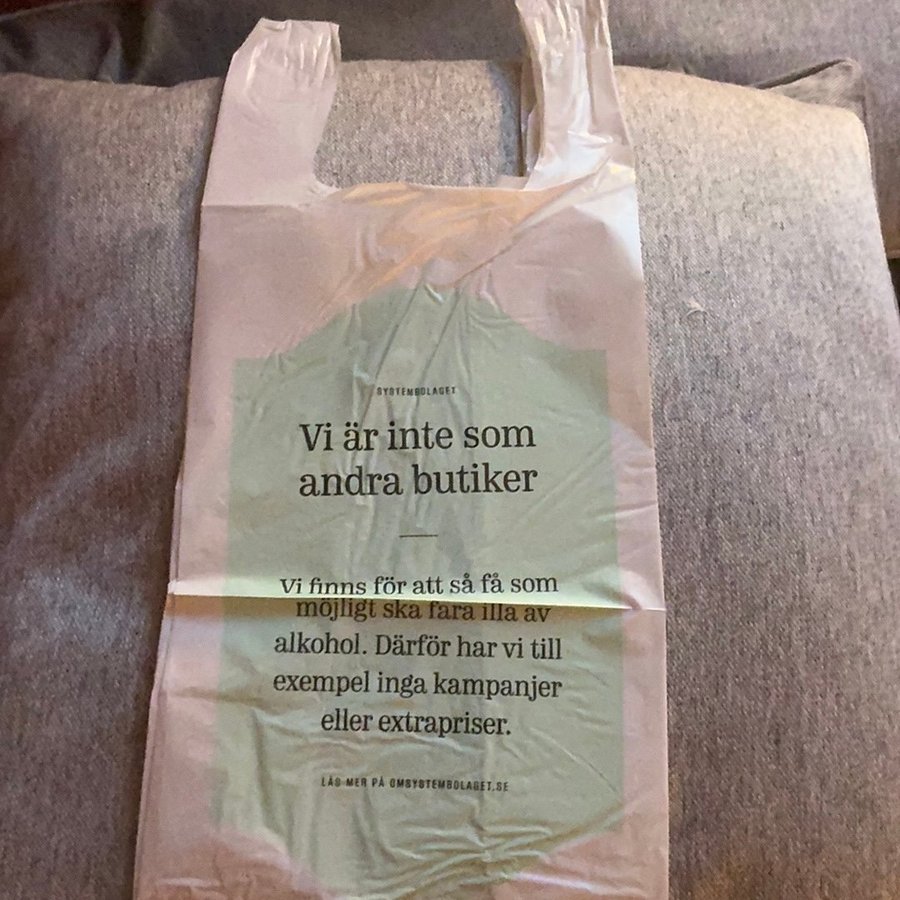 SYSTEMBOLAGET
Vi är inte som
andra butiker
Vi finns för att så få som
möjligt ska fara illa av
alkohol. Därför har vi till
exempel inga kampanjer
eller extrapriser.
LÄS MER PÅ OMSYSTEMBOLAGET.SE